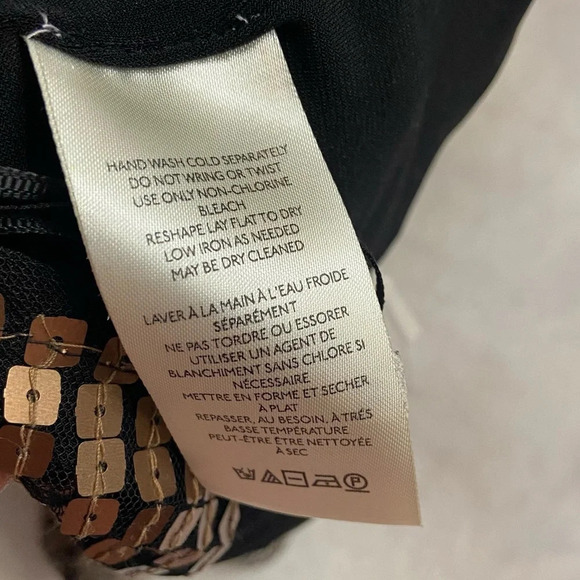 HAND WASH COLD SEPARATELY
DO NOT WRING OR TWIST
USE ONLY NON-CHLORINE
BLEACH
RESHAPE LAY FLAT TO DRY
LOW IRON AS NEEDED
MAY BE DRY CLEANED
LAVER À LA MAIN À L'EAU FROIDE
SÉPARÉMENT
NE PAS TORDRE OU ESSORER
UTILISER UN AGENT DE
BLANCHIMENT SANS CHLORE SI
NÉCESSAIRE
METTRE EN FORME ET SECHER
À PLAT
REPASSER, AU BESOIN, À TRÉS
BASSE TEMPÉRATURE
PEUT-ÊTRE ÊTRE NETTOYÉE
À SEC
P